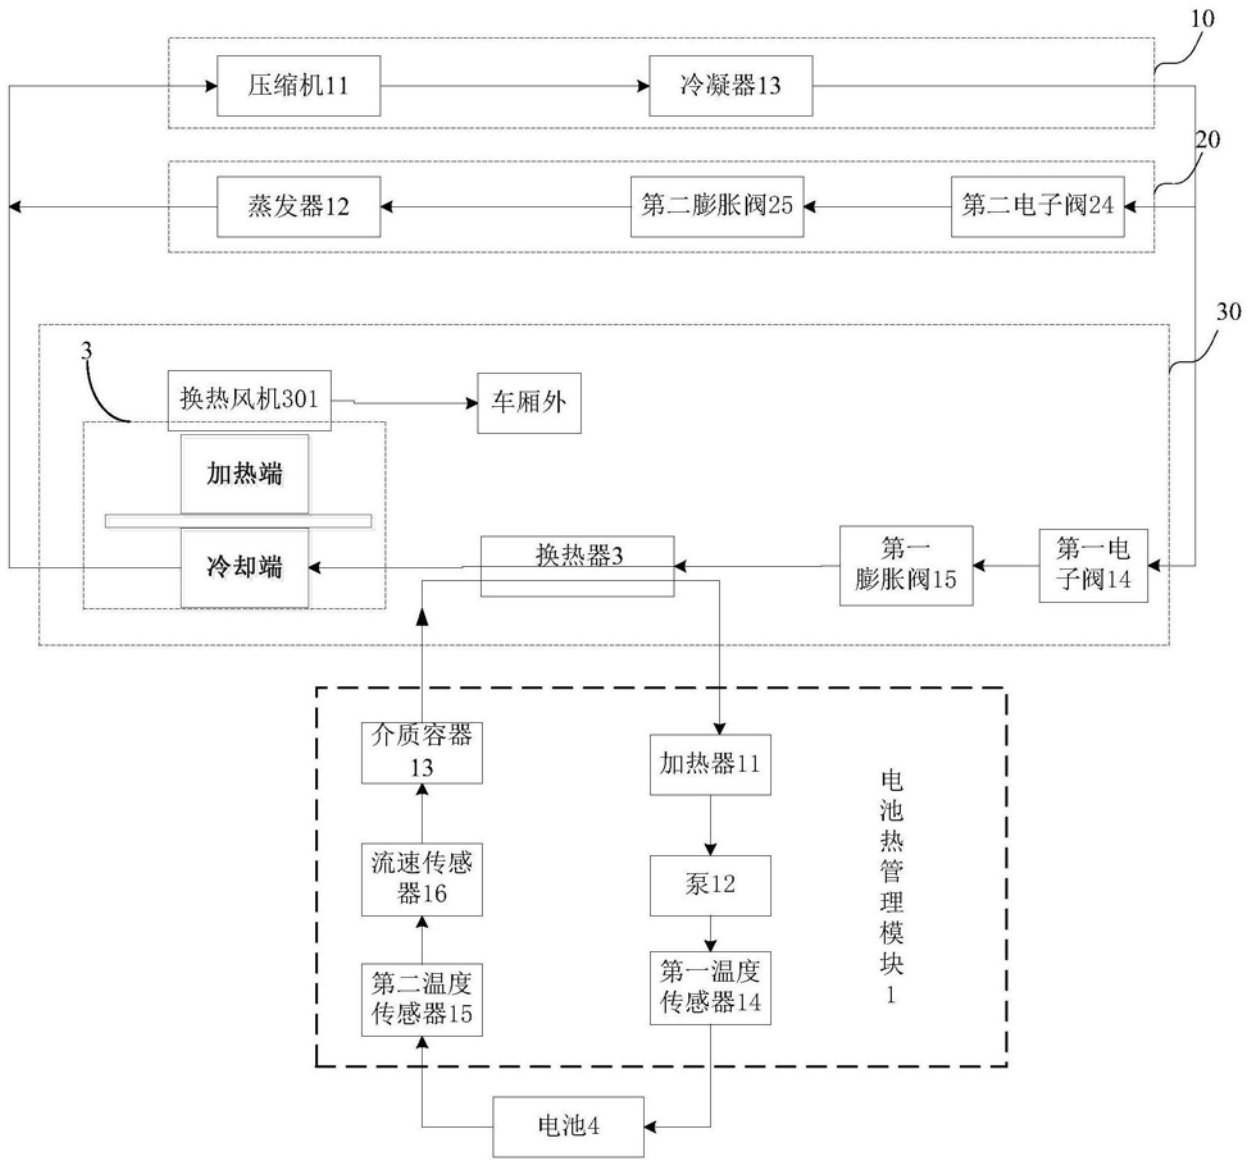 10
压缩机11
冷凝器13
20
蒸发器12
第二膨胀阀25
第二电子阀24
30
3
换热风机301
车厢外
加热端
冷却端
换热器3
第一
膨胀阀15
第一电
子阀14
介质容器
13
加热器11
流速传感
器16
泵12
第二温度
传感器15
第一温度
传感器14
电
池
热
管
理
模
块
1
电池4